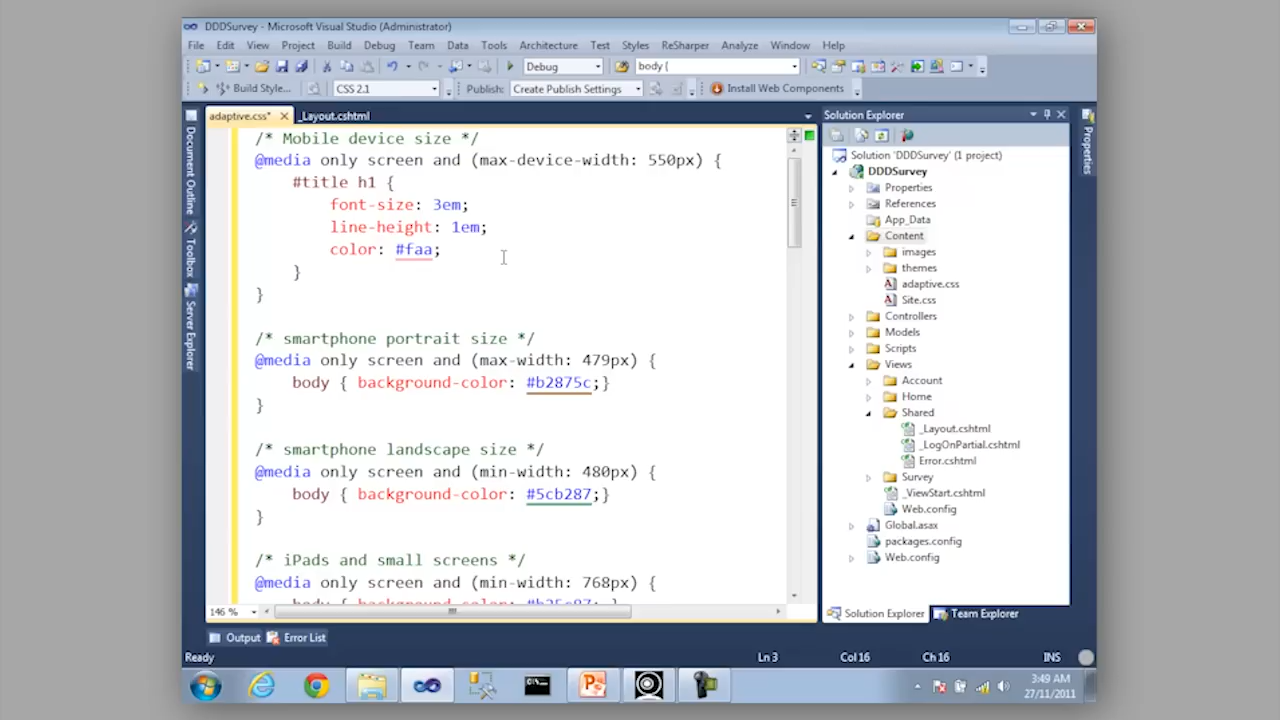 DDDSurvey - Microsoft Visual Studio (Administrator)
File Edit View Project Build Debug Team Data Tools Architecture Test Styles ReSharper Analyze Window Help
Debug body {
Build Style... CSS 2.1 Publish: Create Publish Settings Install Web Components
adaptive.css* _Layout.cshtml
Document Outline
Toolbox
Server Explorer
/* Mobile device size */
@media only screen and (max-device-width: 550px) {
#title h1 {
font-size: 3em;
line-height: 1em;
color: #faa;
}
}
/* smartphone portrait size */
@media only screen and (max-width: 479px) {
body { background-color: #b2875c;}
}
/* smartphone landscape size */
@media only screen and (min-width: 480px) {
body { background-color: #5cb287;}
}
/* iPads and small screens */
@media only screen and (min-width: 768px) {
146 %
Solution Explorer
Solution 'DDDSurvey' (1 project)
DDDSurvey
Properties
References
App_Data
Content
images
themes
adaptive.css
Site.css
Controllers
Models
Scripts
Views
Account
Home
Shared
_Layout.cshtml
_LogOnPartial.cshtml
Error.cshtml
Survey
_ViewStart.cshtml
Web.config
Global.asax
packages.config
Web.config
Solution Explorer Team Explorer
Properties
Output Error List
Ready Ln 3 Col 16 Ch 16 INS
3:49 AM
27/11/2011